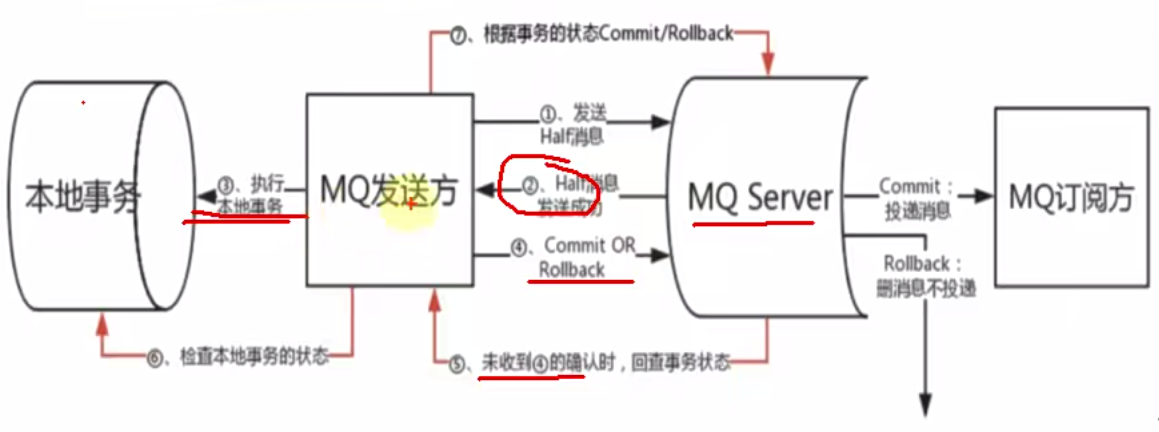 ⑦、根据事务的状态Commit/Rollback
①、发送
Half消息
本地事务
③、执行
本地事务
MQ发送方
②、Half消息
发送成功
MQ Server
Commit：
投递消息
MQ订阅方
④、Commit OR
Rollback
Rollback：
删消息不投递
⑥、检查本地事务的状态
⑤、未收到④的确认时，回查事务状态